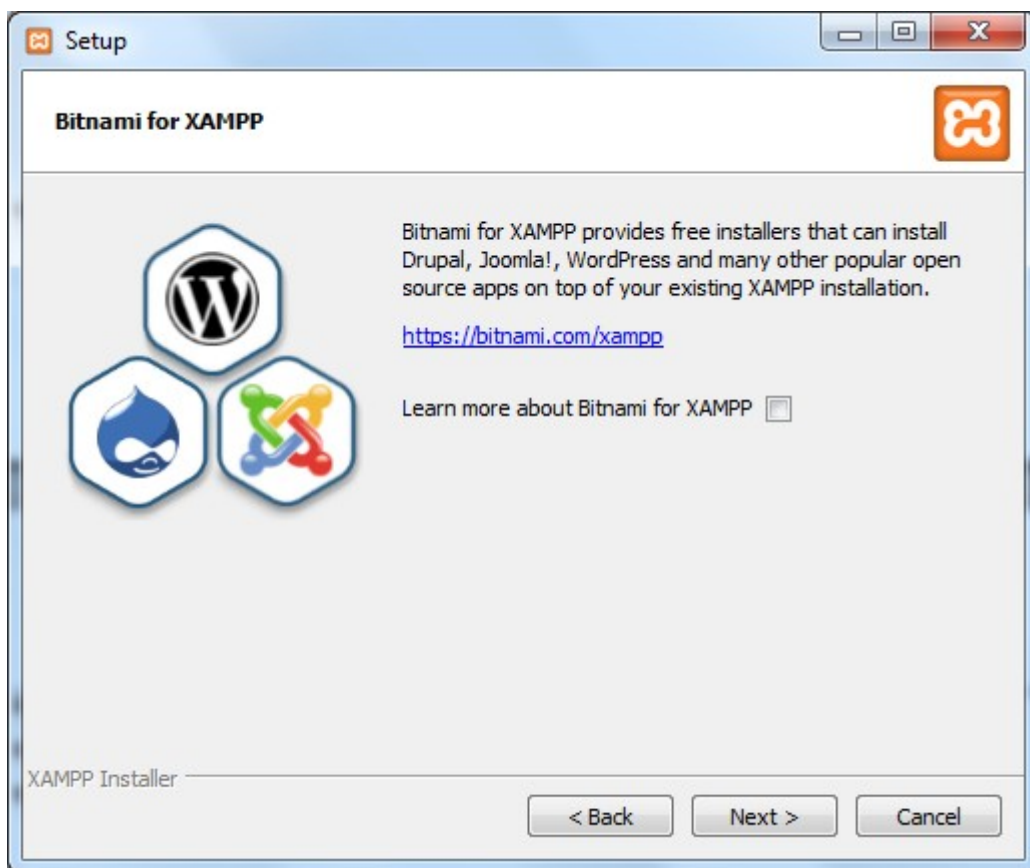 Setup
Bitnami for XAMPP
Bitnami for XAMPP provides free installers that can install
Drupal, Joomla!, WordPress and many other popular open
source apps on top of your existing XAMPP installation.
https://bitnami.com/xampp
Learn more about Bitnami for XAMPP
XAMPP Installer
< Back
Next >
Cancel